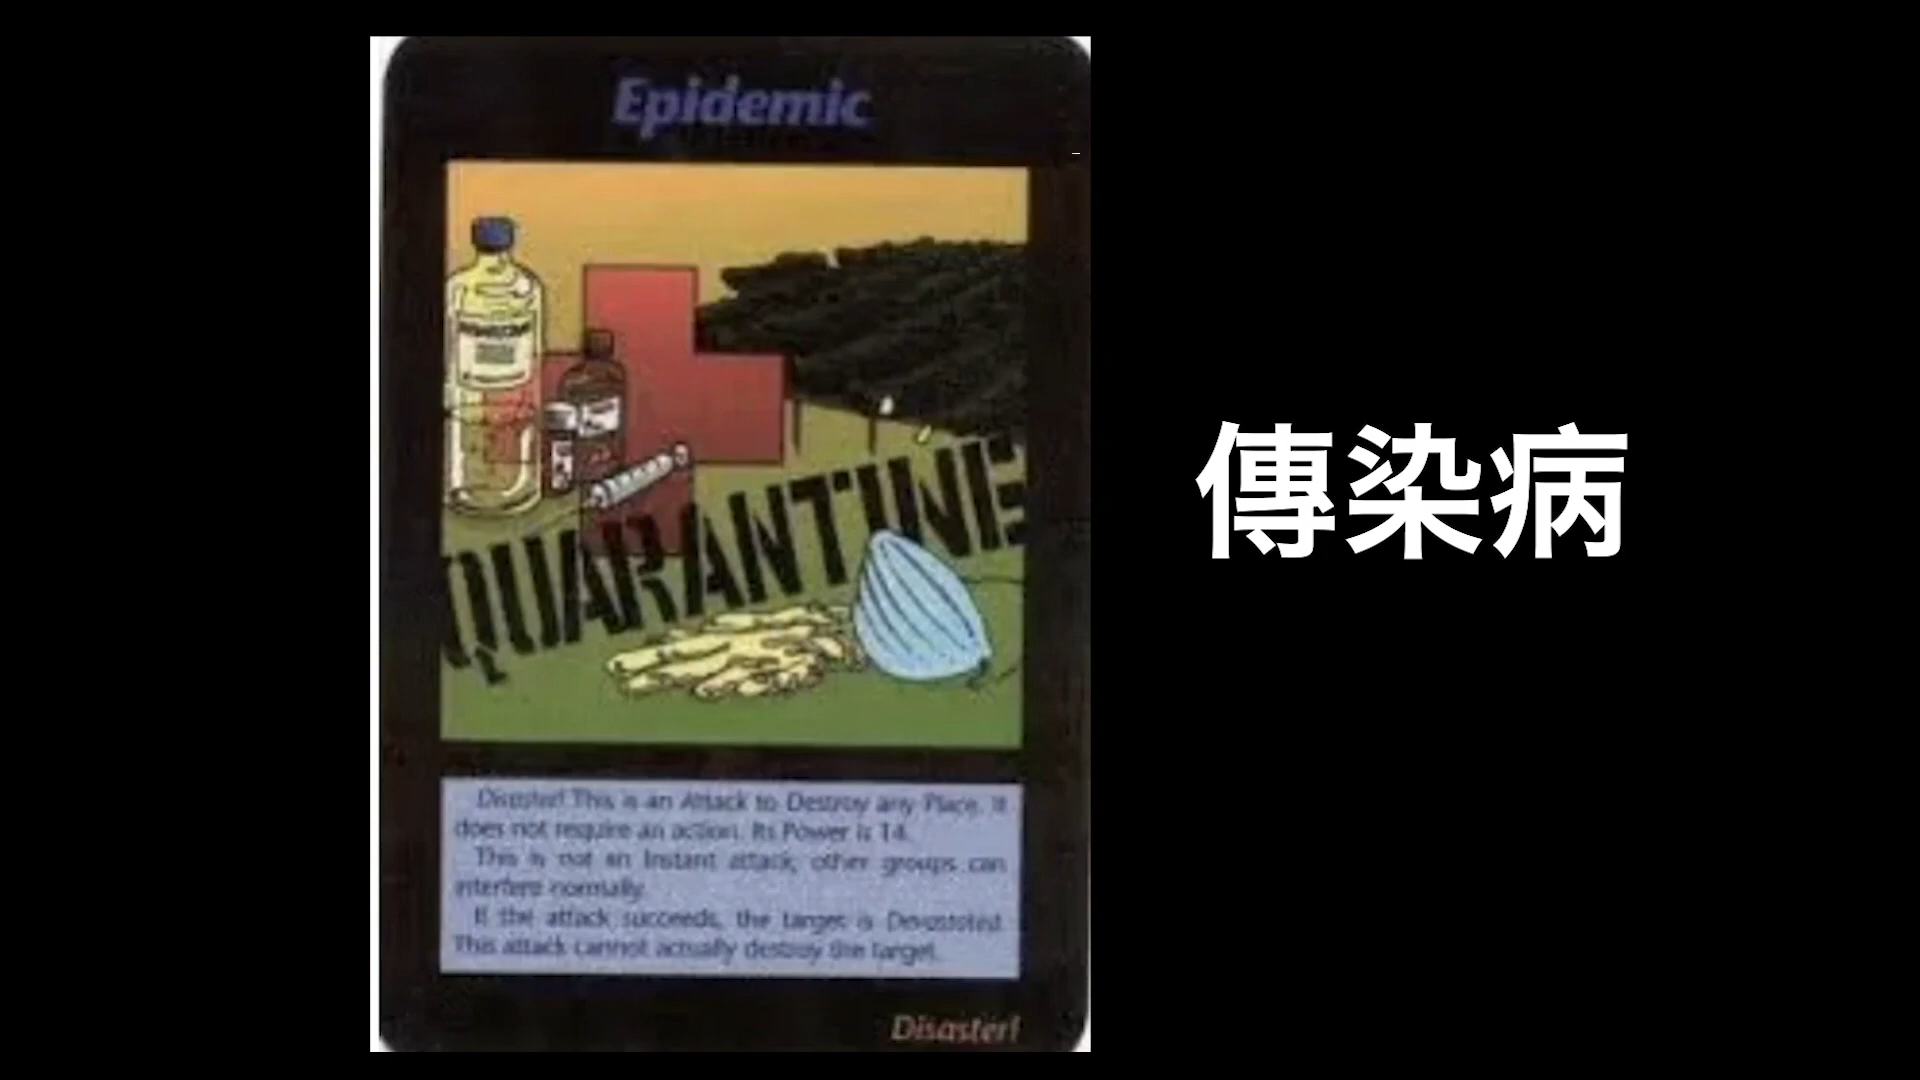 Epidemic
QUARANTINE
Disaster! This is an Attack to Destroy any Place. It
does not require an action. Its Power is 14.
This is not an Instant attack; other groups can
interfere normally.
If the attack succeeds, the target is Devastated.
This attack cannot actually destroy the target.
Disaster!
傳染病